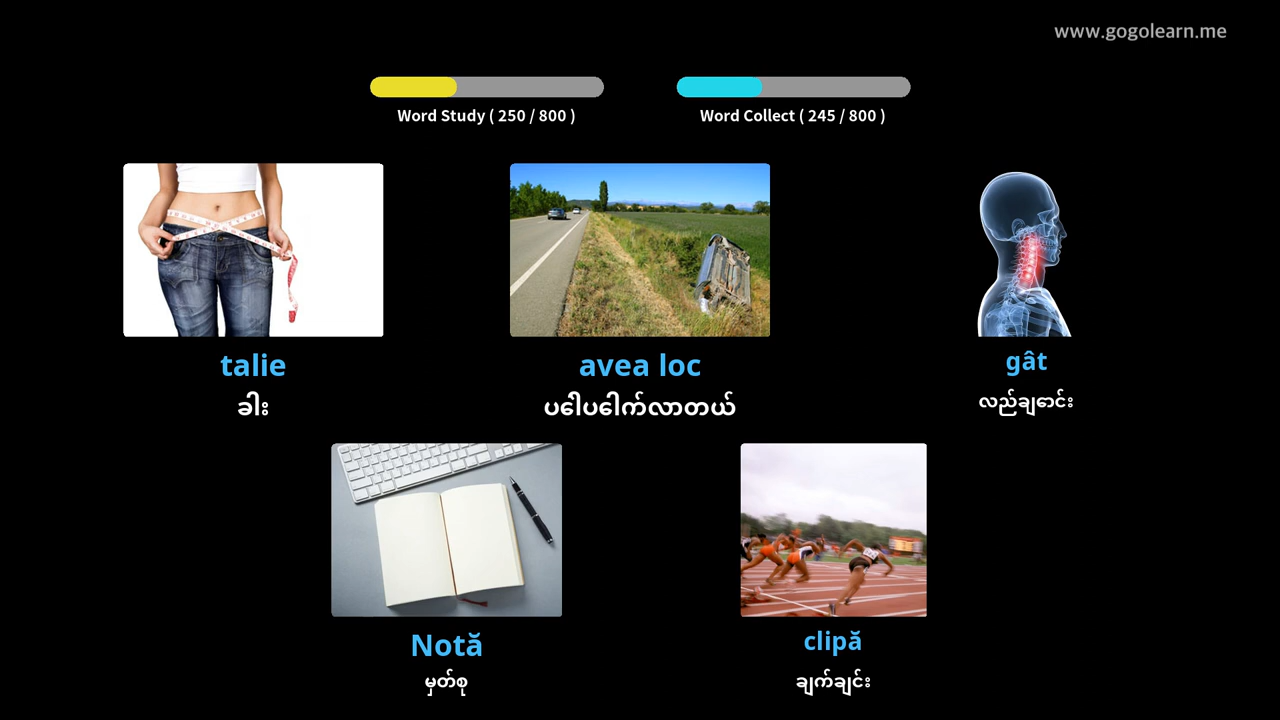 www.gogolearn.me
Word Study ( 250 / 800 )
Word Collect ( 245 / 800 )
talie
ခါး
avea loc
ပေါ်ပေါက်လာတယ်
gât
လည်ချောင်း
Notă
မှတ်စု
clipă
ချက်ချင်း